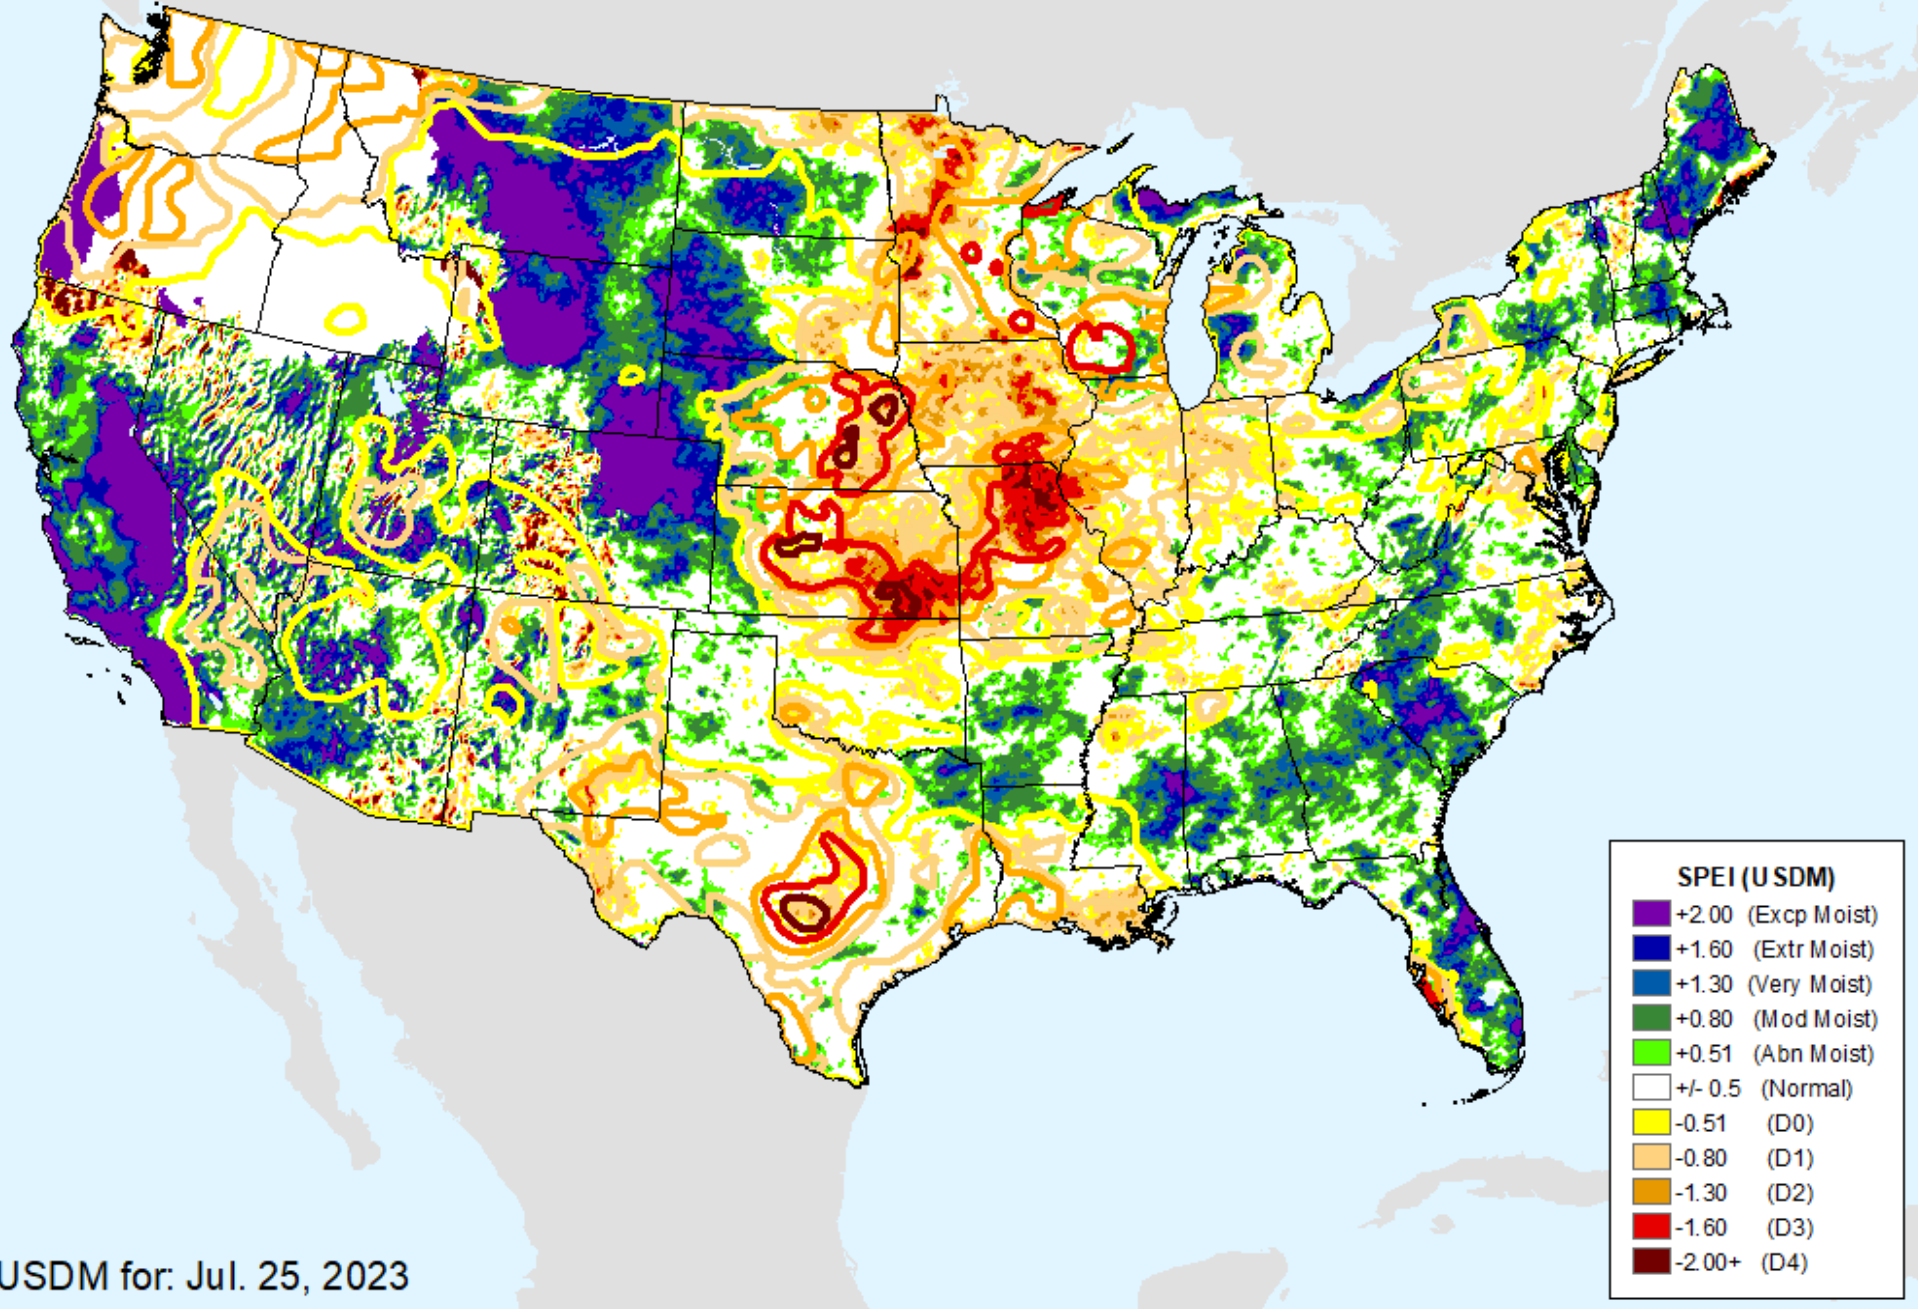 SPEI (USDM)
+2.00 (Excp Moist)
+1.60 (Extr Moist)
+1.30 (Very Moist)
+0.80 (Mod Moist)
+0.51 (Abn Moist)
+/- 0.5 (Normal)
-0.51 (D0)
-0.80 (D1)
-1.30 (D2)
-1.60 (D3)
-2.00+ (D4)
USDM for: Jul. 25, 2023